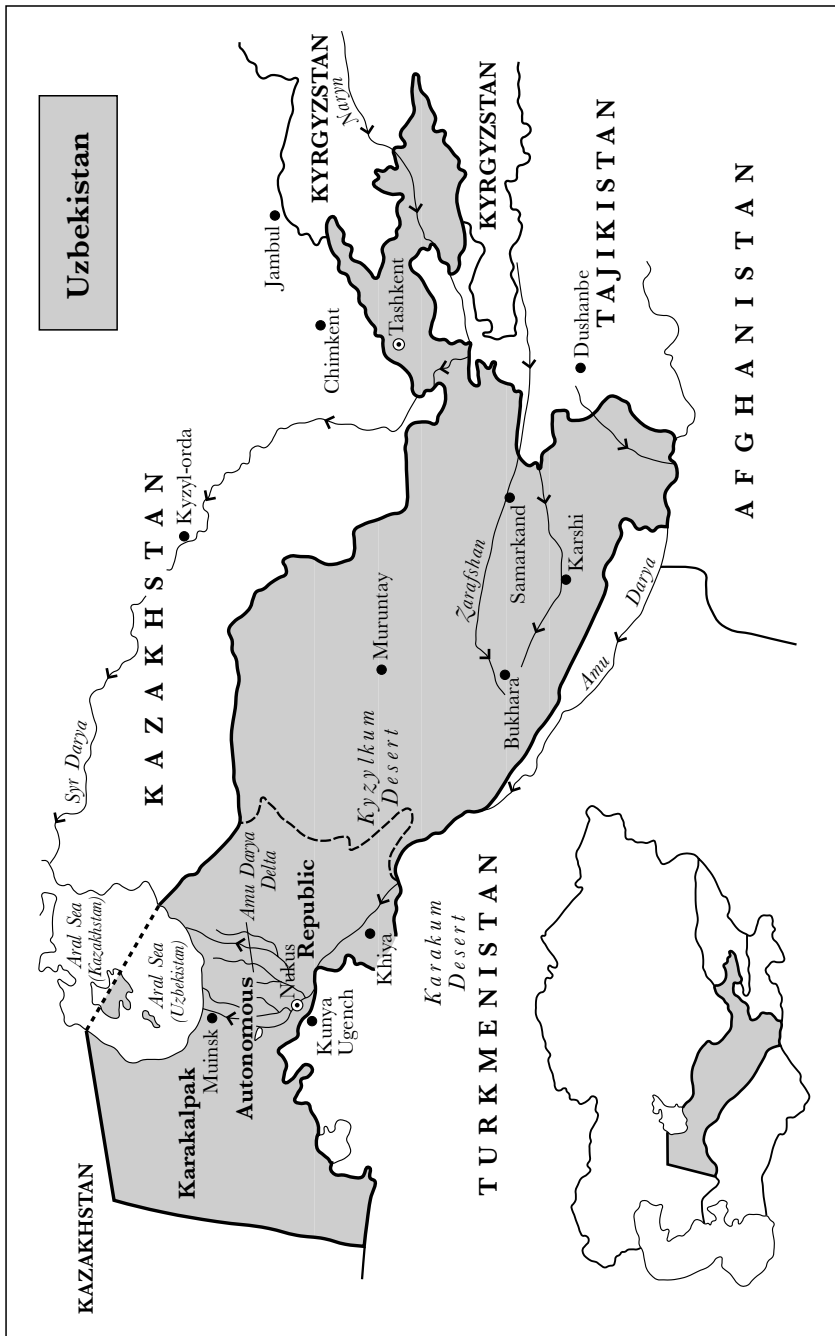 Uzbekistan
KAZAKHSTAN
Aral Sea
(Kazakhstan)
Aral Sea
(Uzbekistan)
Syr Darya
KAZAKHSTAN
Kyzyl-orda
Chimkent
Jambul
KYRGYZSTAN
Naryn
Tashkent
KYRGYZSTAN
Karakalpak
Muinsk
Autonomous
Amu Darya
Delta
Nukus
Republic
Kunya
Ugench
Khiya
Kyzylkum
Desert
Muruntay
Zarafshan
Bukhara
Samarkand
Karshi
Dushanbe
TAJIKISTAN
Karakum
Desert
TURKMENISTAN
Amu
Darya
AFGHANISTAN